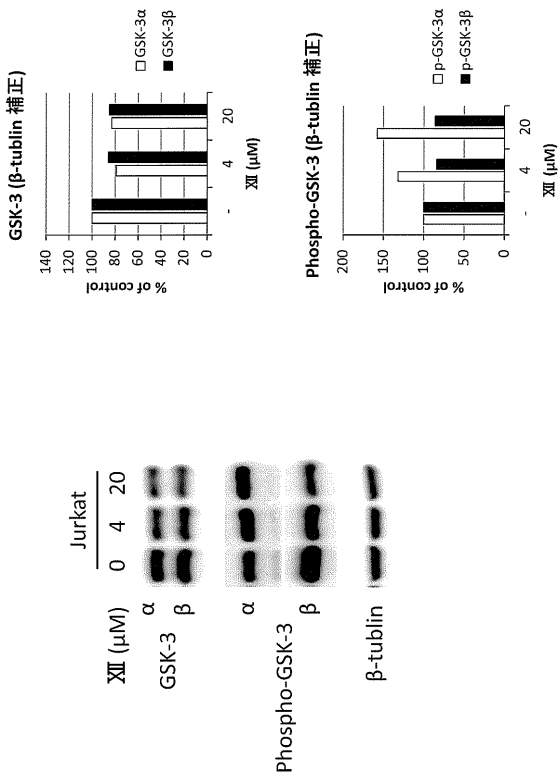 Jurkat
XII (μM) 0 4 20
GSK-3 α
β
Phospho-GSK-3 α
β
β-tublin
GSK-3 (β-tublin 補正)
% of control
140
120
100
80
60
40
20
0
- 4 20
XII (μM)
GSK-3α
GSK-3β
Phospho-GSK-3 (β-tublin 補正)
% of control
200
150
100
50
0
- 4 20
XII (μM)
p-GSK-3α
p-GSK-3β